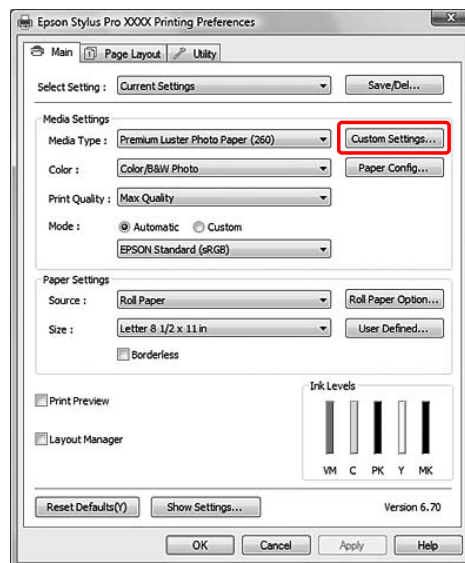 Epson Stylus Pro XXXX Printing Preferences
Main Page Layout Utility
Select Setting : Current Settings Save/Del...
Media Settings
Media Type : Premium Luster Photo Paper (260) Custom Settings...
Color : Color/B&W Photo Paper Config...
Print Quality : Max Quality
Mode : Automatic Custom
EPSON Standard (sRGB)
Paper Settings
Source : Roll Paper Roll Paper Option...
Size : Letter 8 1/2 x 11 in User Defined...
Borderless
Print Preview
Layout Manager
Ink Levels
VM C PK Y MK
Reset Defaults(Y) Show Settings... Version 6.70
OK Cancel Apply Help